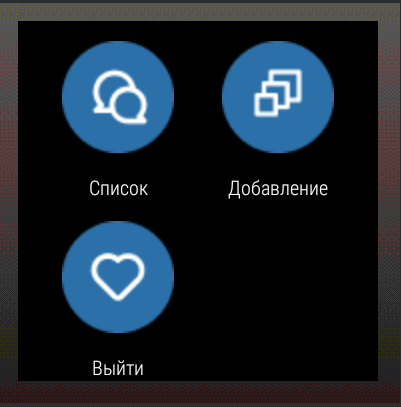 Список
Добавление
Выйти